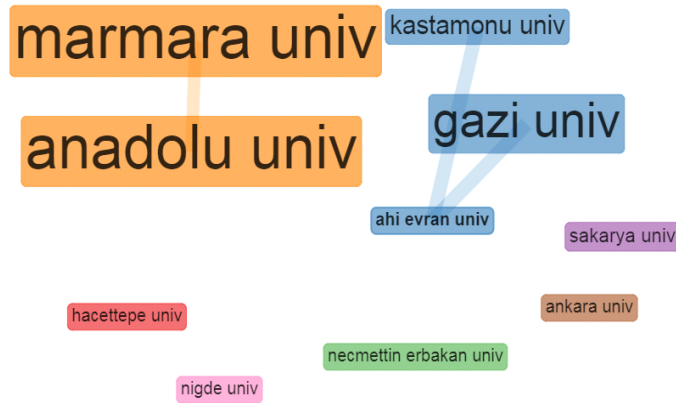 marmara univ
kastamonu univ
anadolu univ
gazi univ
ahi evran univ
sakarya univ
hacettepe univ
ankara univ
necmettin erbakan univ
nigde univ